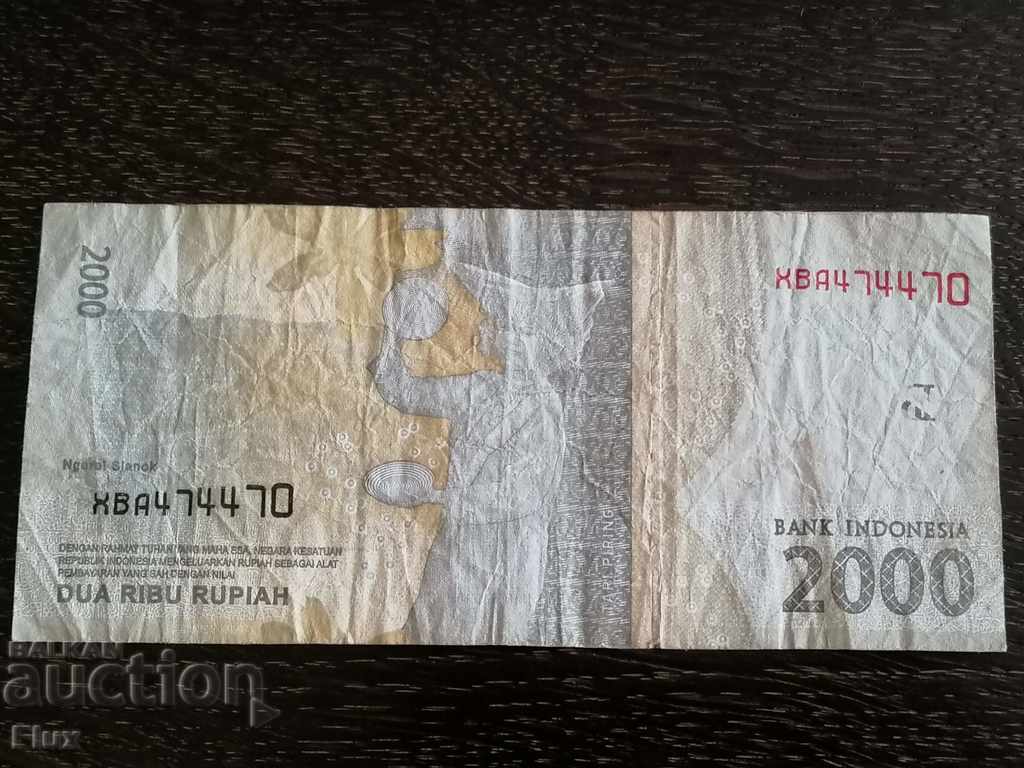 2000
XBA474470
Ngarai Sianok
XBA474470
DENGAN RAHMAT TUHAN YANG MAHA ESA, NEGARA KESATUAN
REPUBLIK INDONESIA MENGELUARKAN RUPIAH SEBAGAI ALAT
PEMBAYARAN YANG SAH DENGAN NILAI
DUA RIBU RUPIAH
TARI PIRING
BANK INDONESIA
2000
BALKAN
auction
Flux